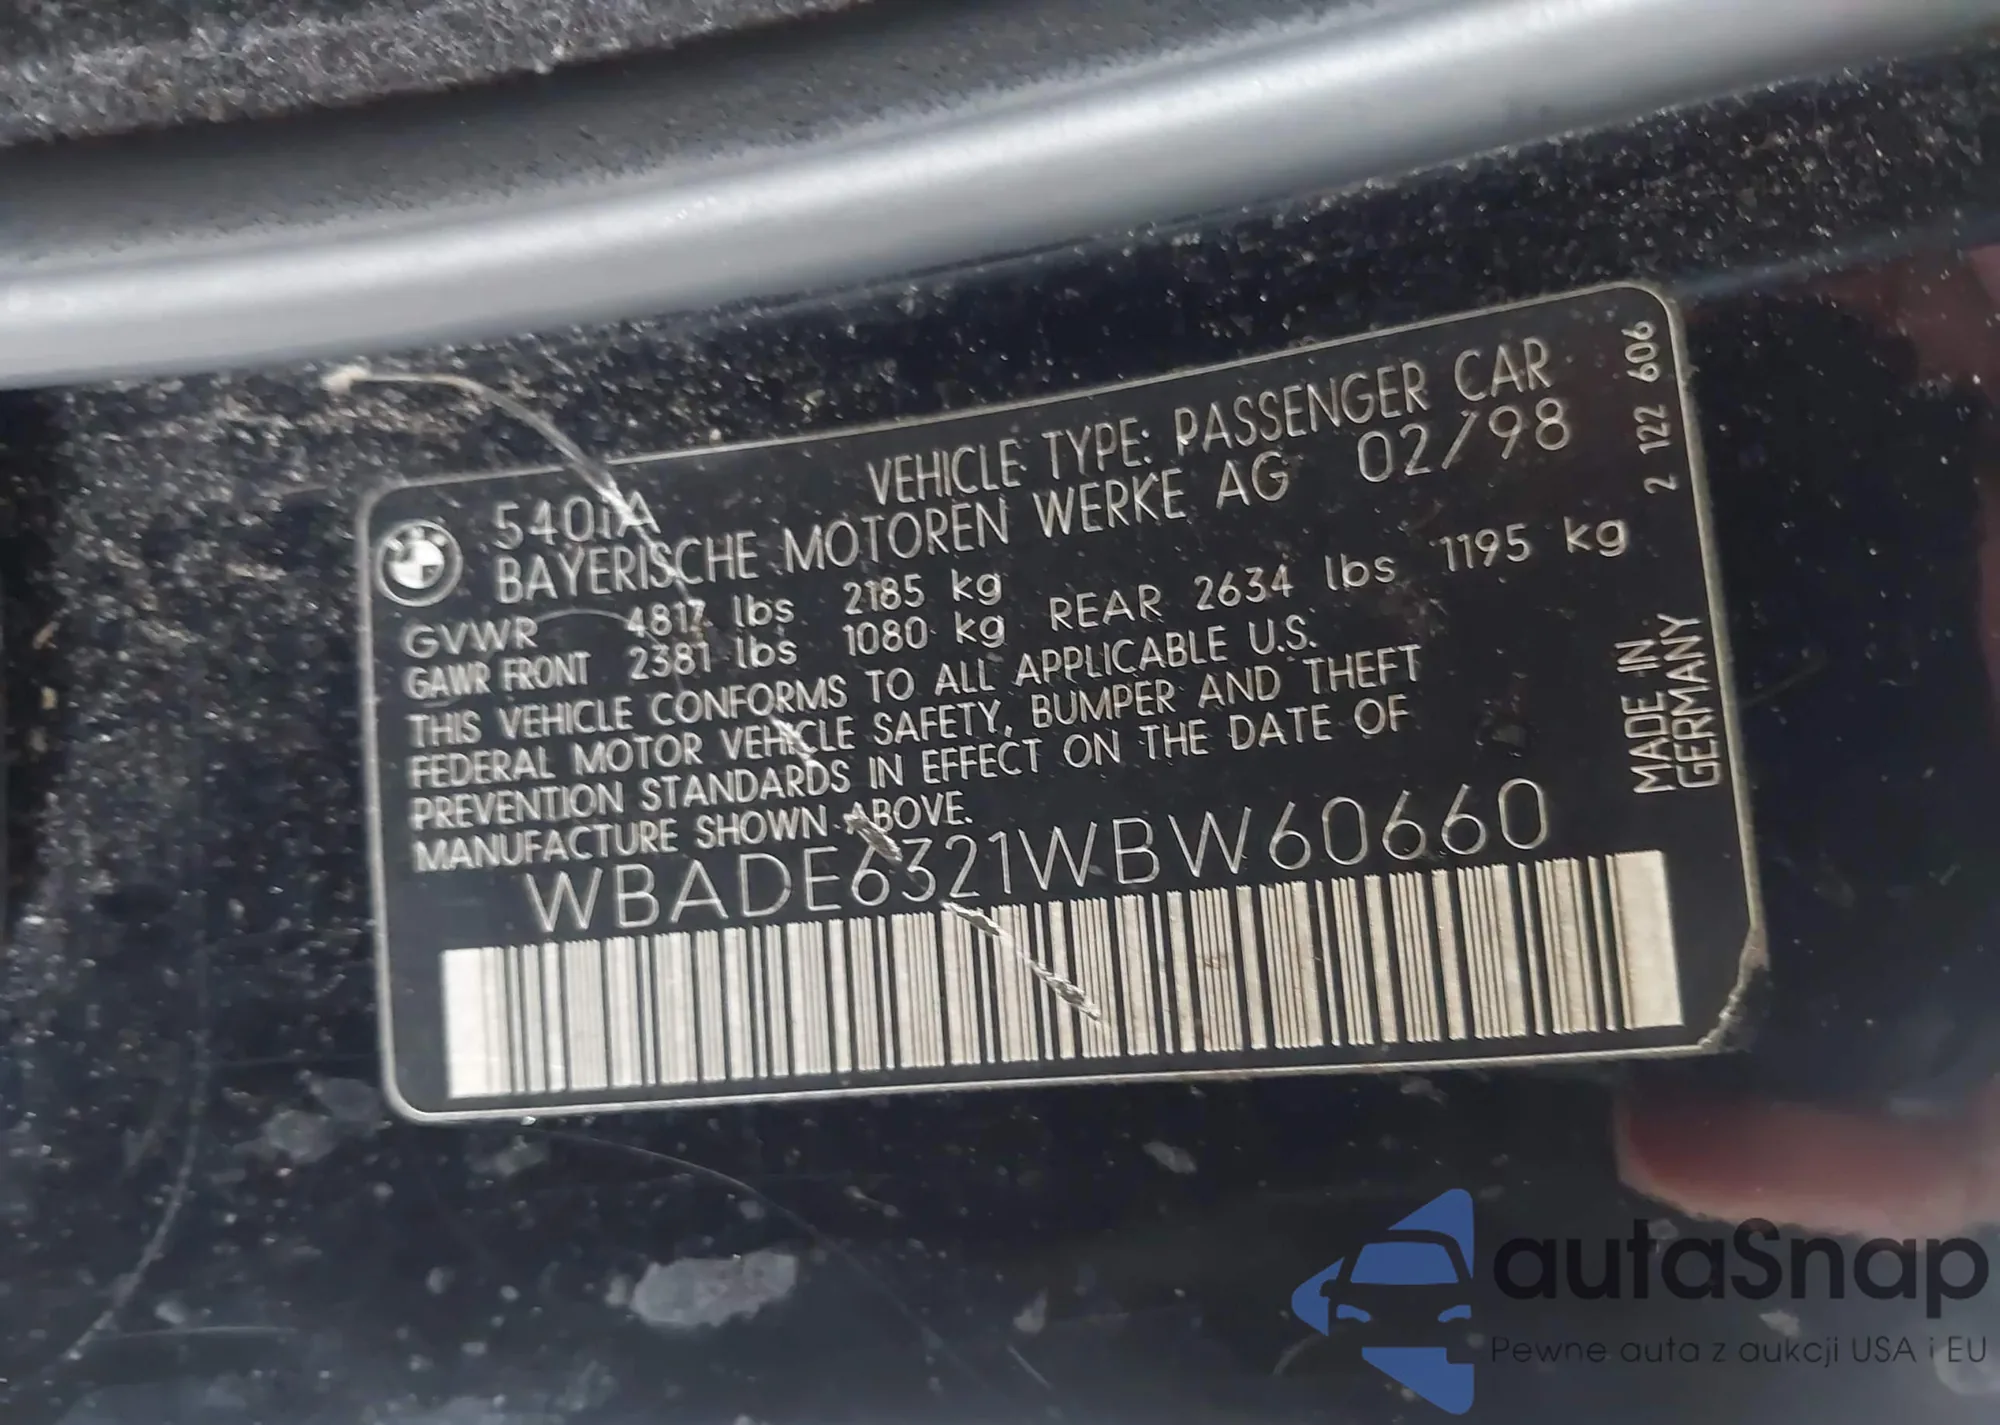 VEHICLE TYPE: PASSENGER CAR
540iA
BAYERISCHE MOTOREN WERKE AG 02/98
GVWR 4817 lbs 2185 kg
GAWR FRONT 2381 lbs 1080 kg REAR 2634 lbs 1195 kg
THIS VEHICLE CONFORMS TO ALL APPLICABLE U.S.
FEDERAL MOTOR VEHICLE SAFETY, BUMPER AND THEFT
PREVENTION STANDARDS IN EFFECT ON THE DATE OF
MANUFACTURE SHOWN ABOVE.
WBADE6321WBW60660
2 122 606
MADE IN
GERMANY
autaSnap
Pewne auta z aukcji USA i EU